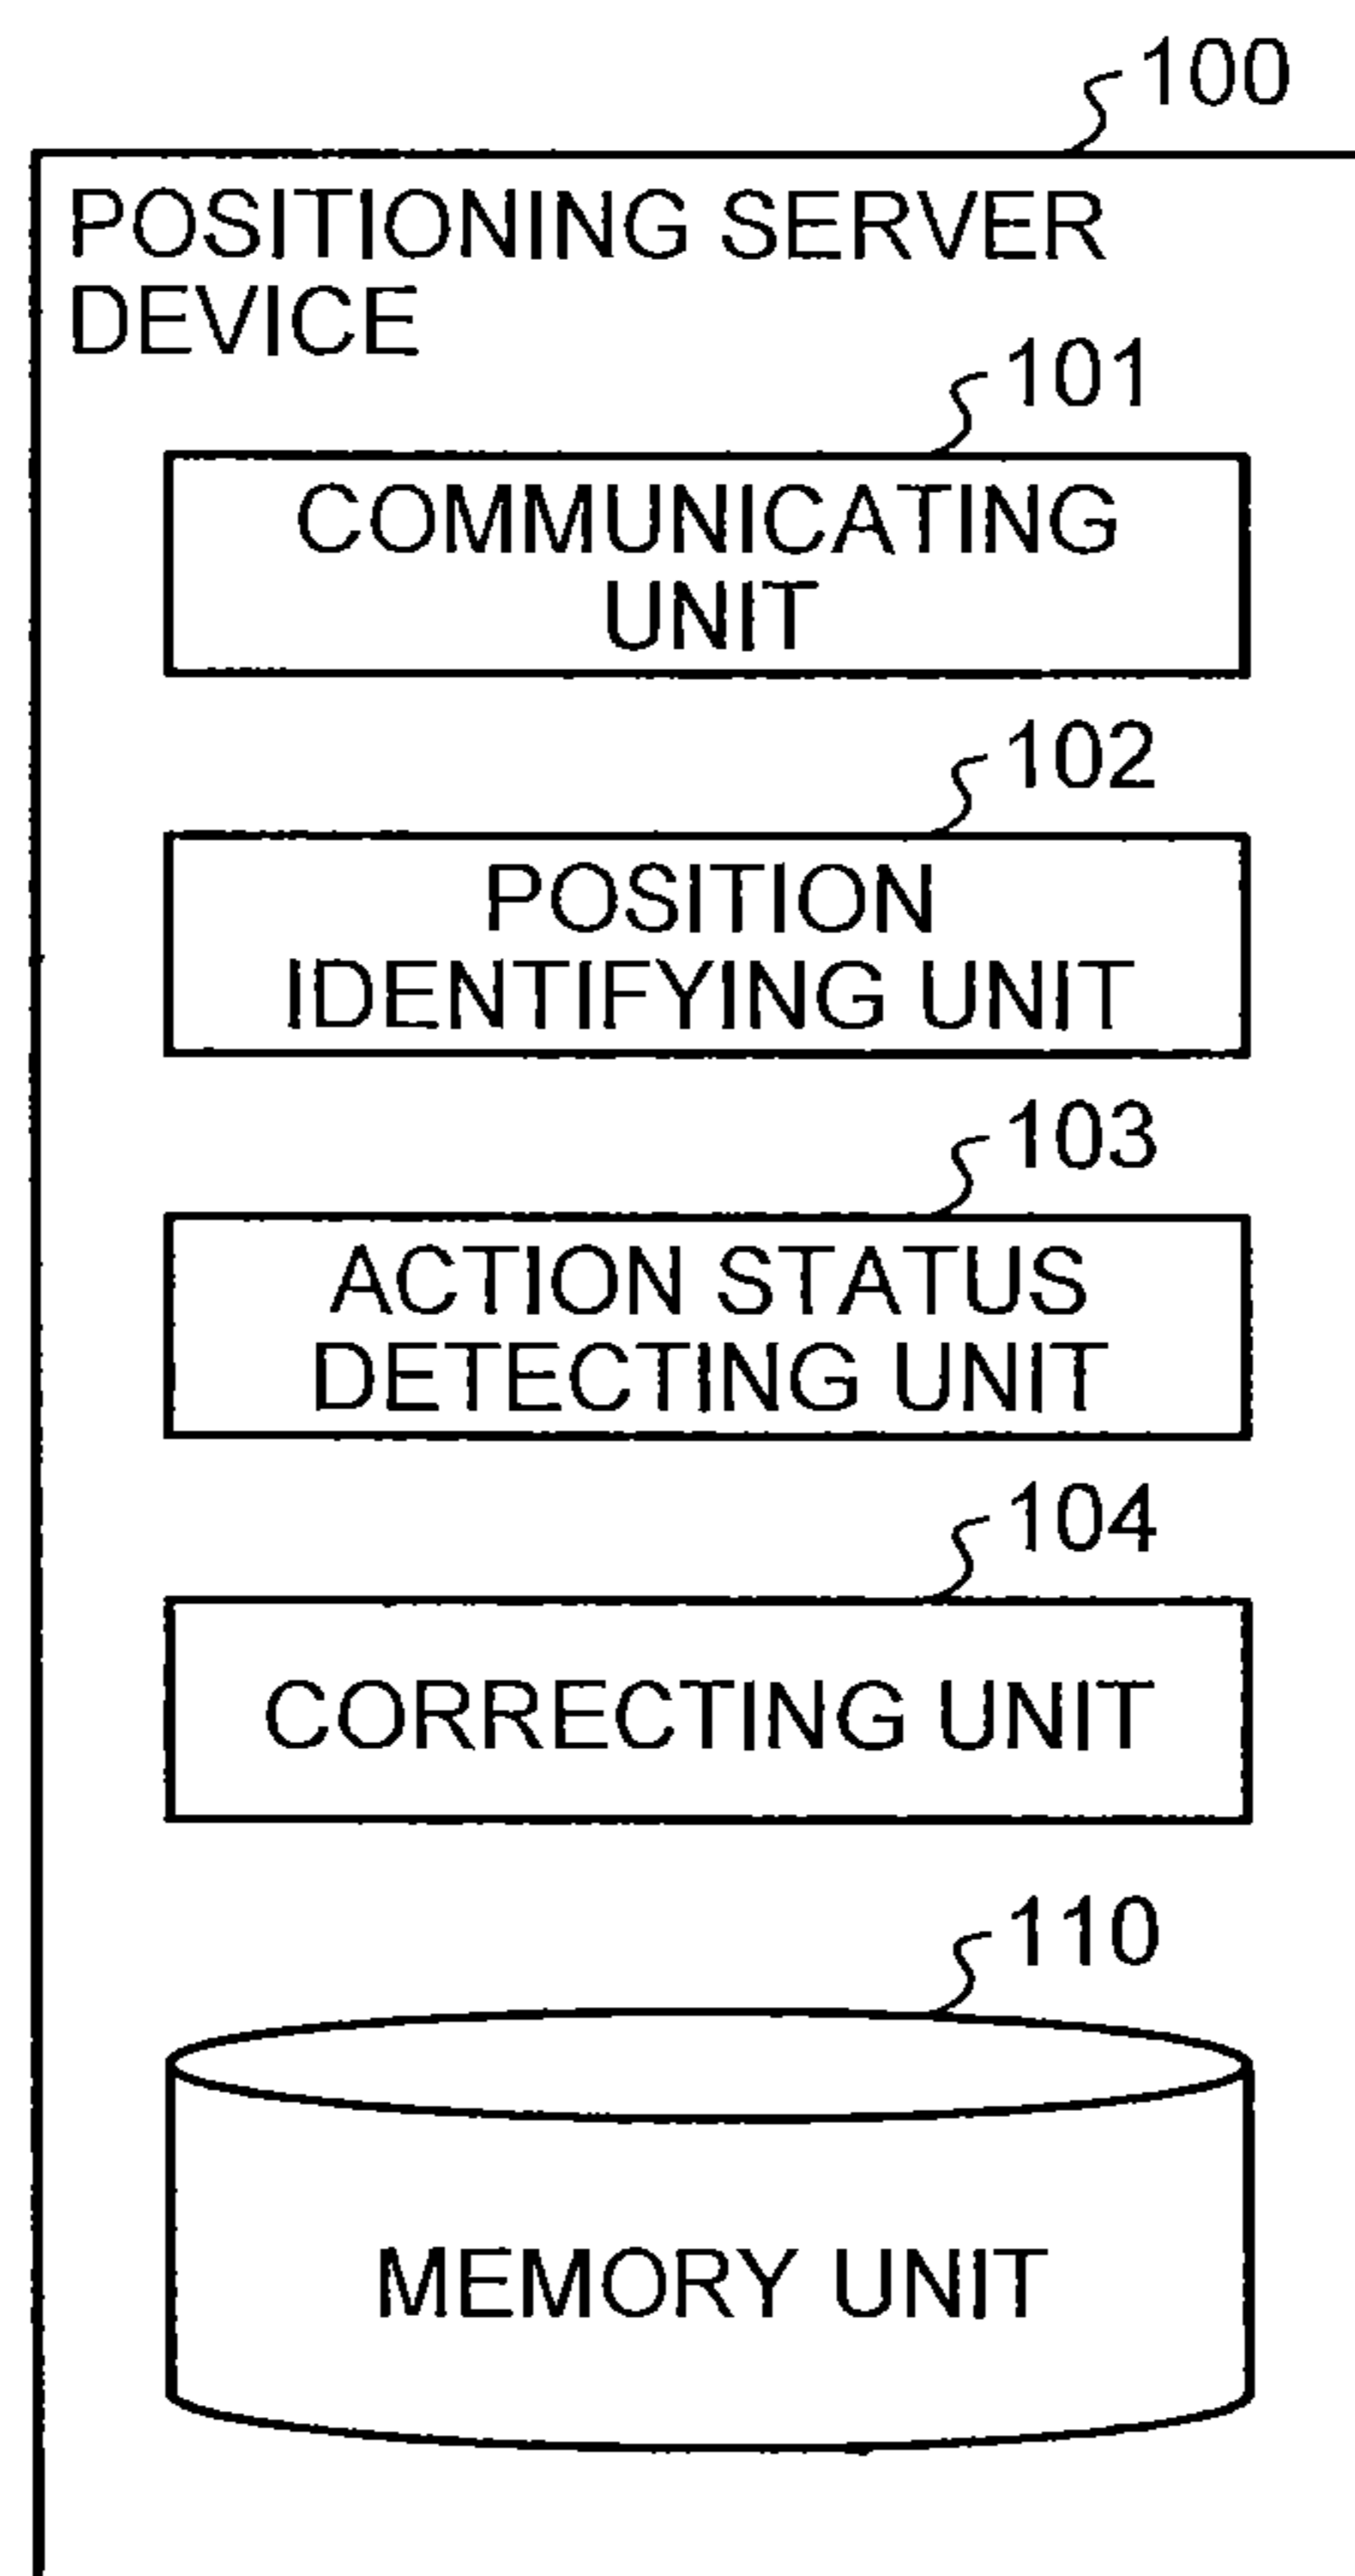 100
POSITIONING SERVER
DEVICE
101
COMMUNICATING
UNIT
102
POSITION
IDENTIFYING UNIT
103
ACTION STATUS
DETECTING UNIT
104
CORRECTING UNIT
110
MEMORY UNIT